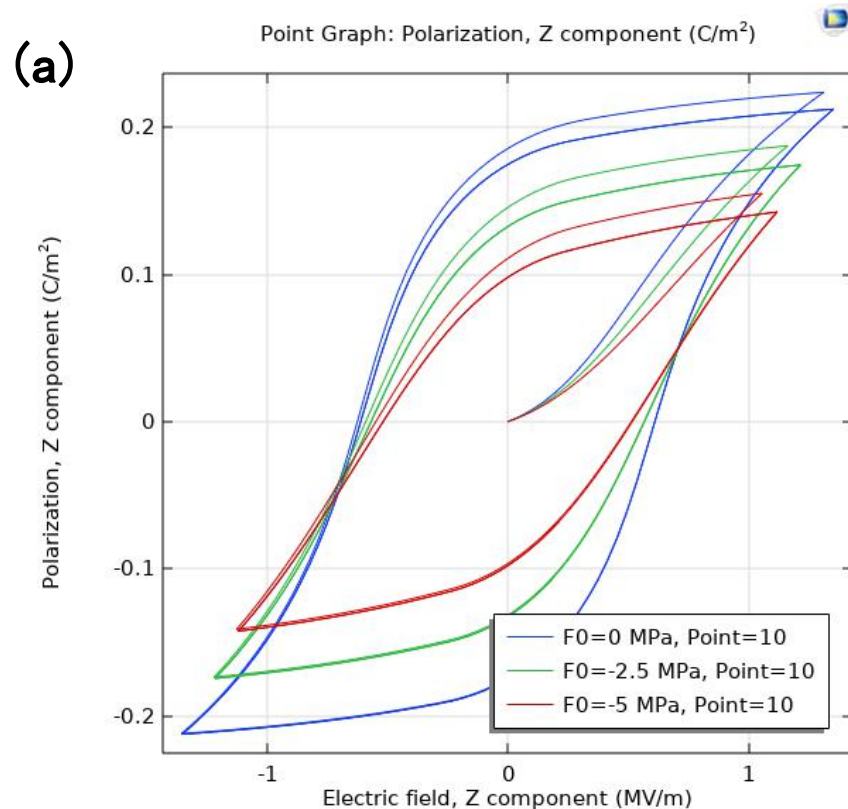 Point Graph: Polarization, Z component (C/m²)
(a)
Polarization, Z component (C/m²)
0.2
0.1
0
-0.1
-0.2
F0=0 MPa, Point=10
F0=-2.5 MPa, Point=10
F0=-5 MPa, Point=10
-1
0
1
Electric field, Z component (MV/m)